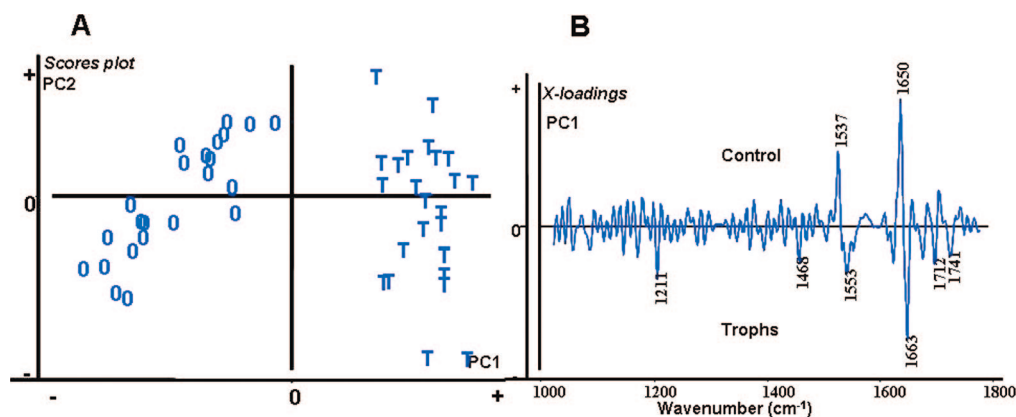 A
Scores plot
PC2
+
0
-
- 0 +
PC1
B
X-loadings
PC1
+
0
-
Control
Trophs
1650
1537
1211
1468
1553
1663
1712
1741
1000 1200 1400 1600 1800
Wavenumber (cm-1)